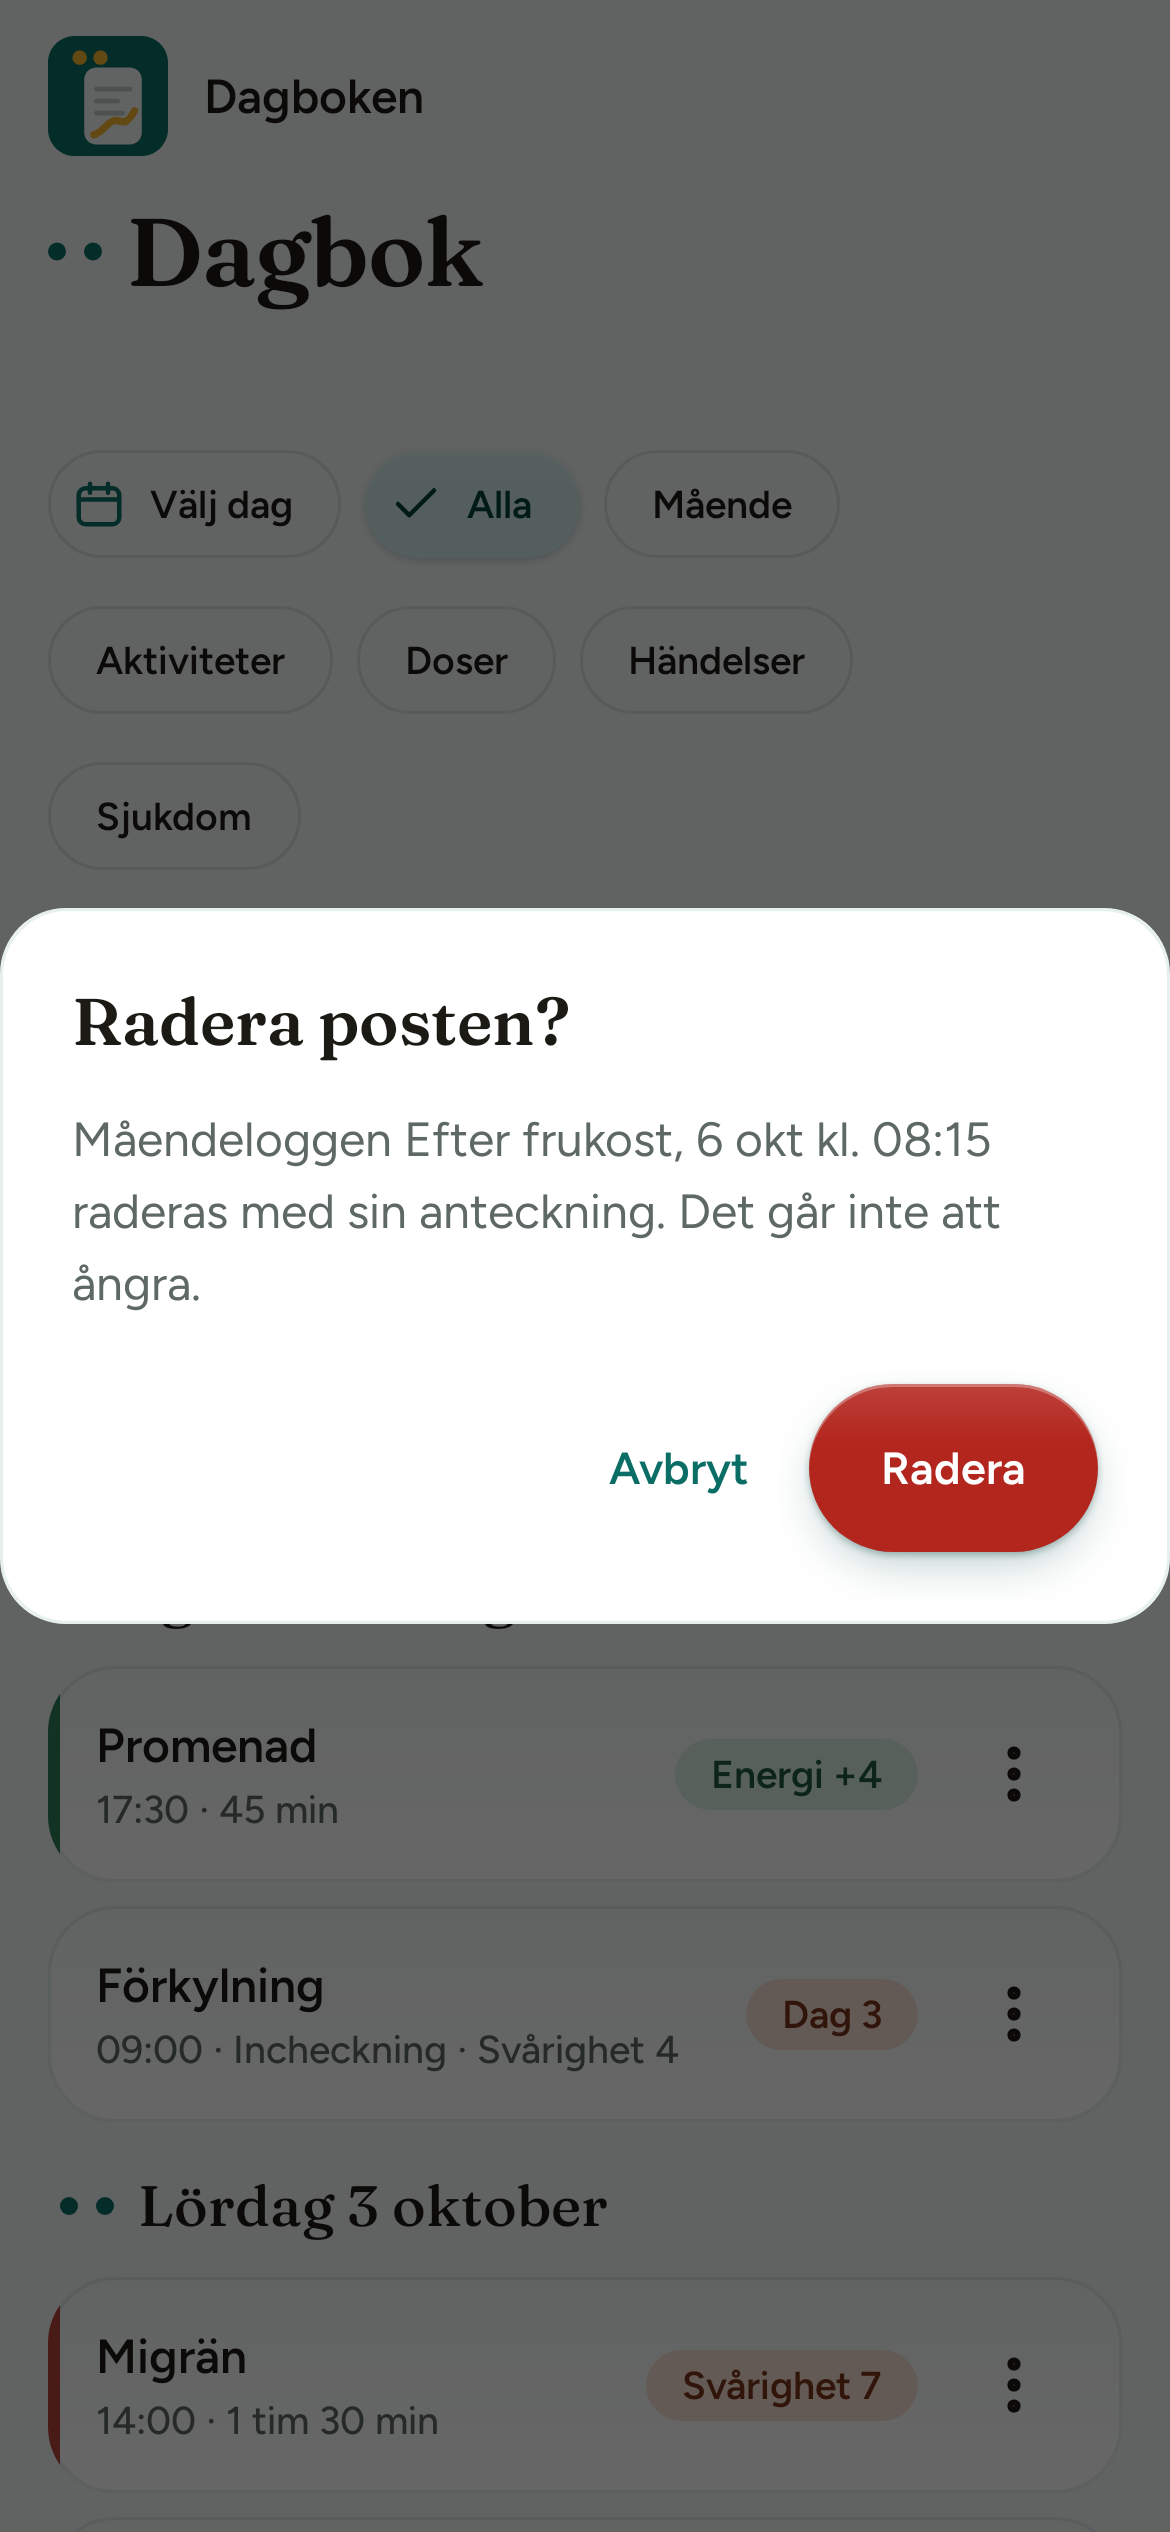 Dagboken
Dagbok
Välj dag
Alla
Mående
Aktiviteter
Doser
Händelser
Sjukdom
Radera posten?
Måendeloggen Efter frukost, 6 okt kl. 08:15
raderas med sin anteckning. Det går inte att
ångra.
Avbryt
Radera
Promenad
Energi +4
17:30 · 45 min
Förkylning
Dag 3
09:00 · Incheckning · Svårighet 4
Lördag 3 oktober
Migrän
Svårighet 7
14:00 · 1 tim 30 min